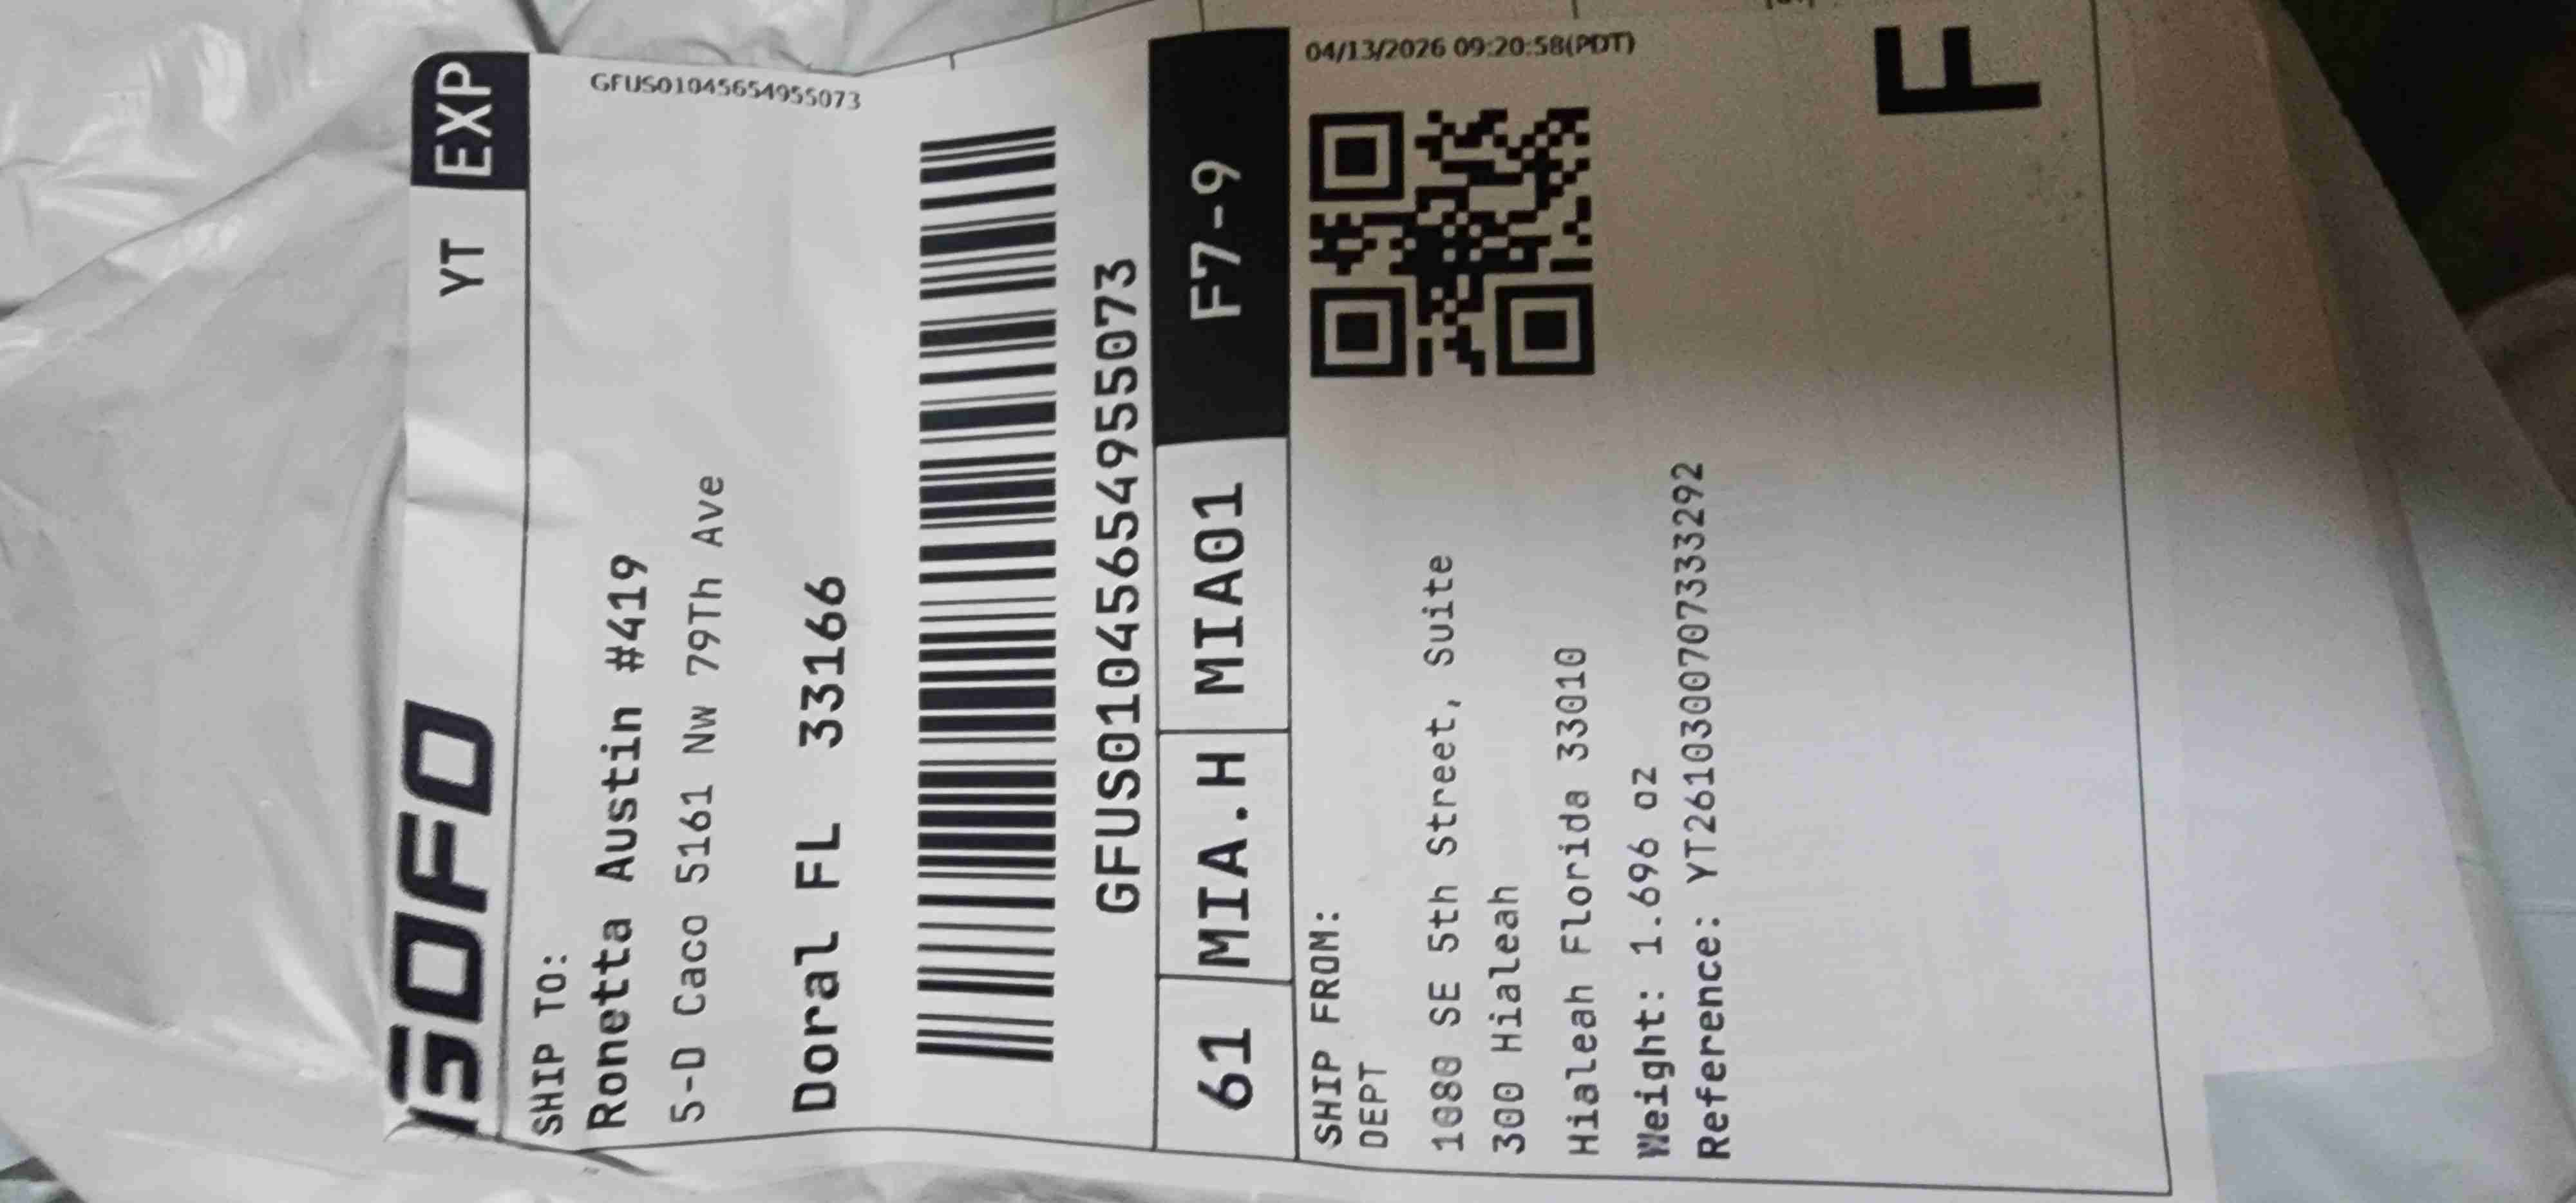 GOFO YT EXP
GFUS01045654955073
SHIP TO:
Ronetta Austin #419
5-D Caco 5161 Nw 79Th Ave
Doral FL 33166
GFUS01045654955073
61 MIA.H MIA01 F7-9
04/13/2026 09:20:58(PDT)
SHIP FROM:
DEPT
1080 SE 5th Street, Suite
300 Hialeah
Hialeah Florida 33010
Weight: 1.696 oz
Reference: YT2610300707333292
F